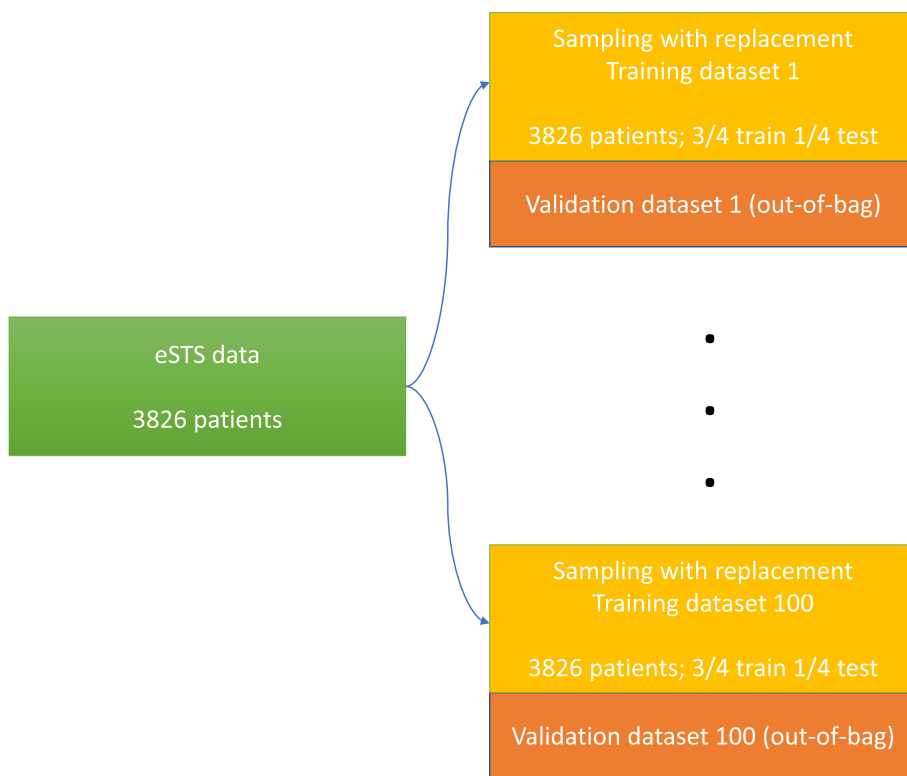 Sampling with replacement
Training dataset 1
3826 patients; 3/4 train 1/4 test
Validation dataset 1 (out-of-bag)
eSTS data
3826 patients
Sampling with replacement
Training dataset 100
3826 patients; 3/4 train 1/4 test
Validation dataset 100 (out-of-bag)